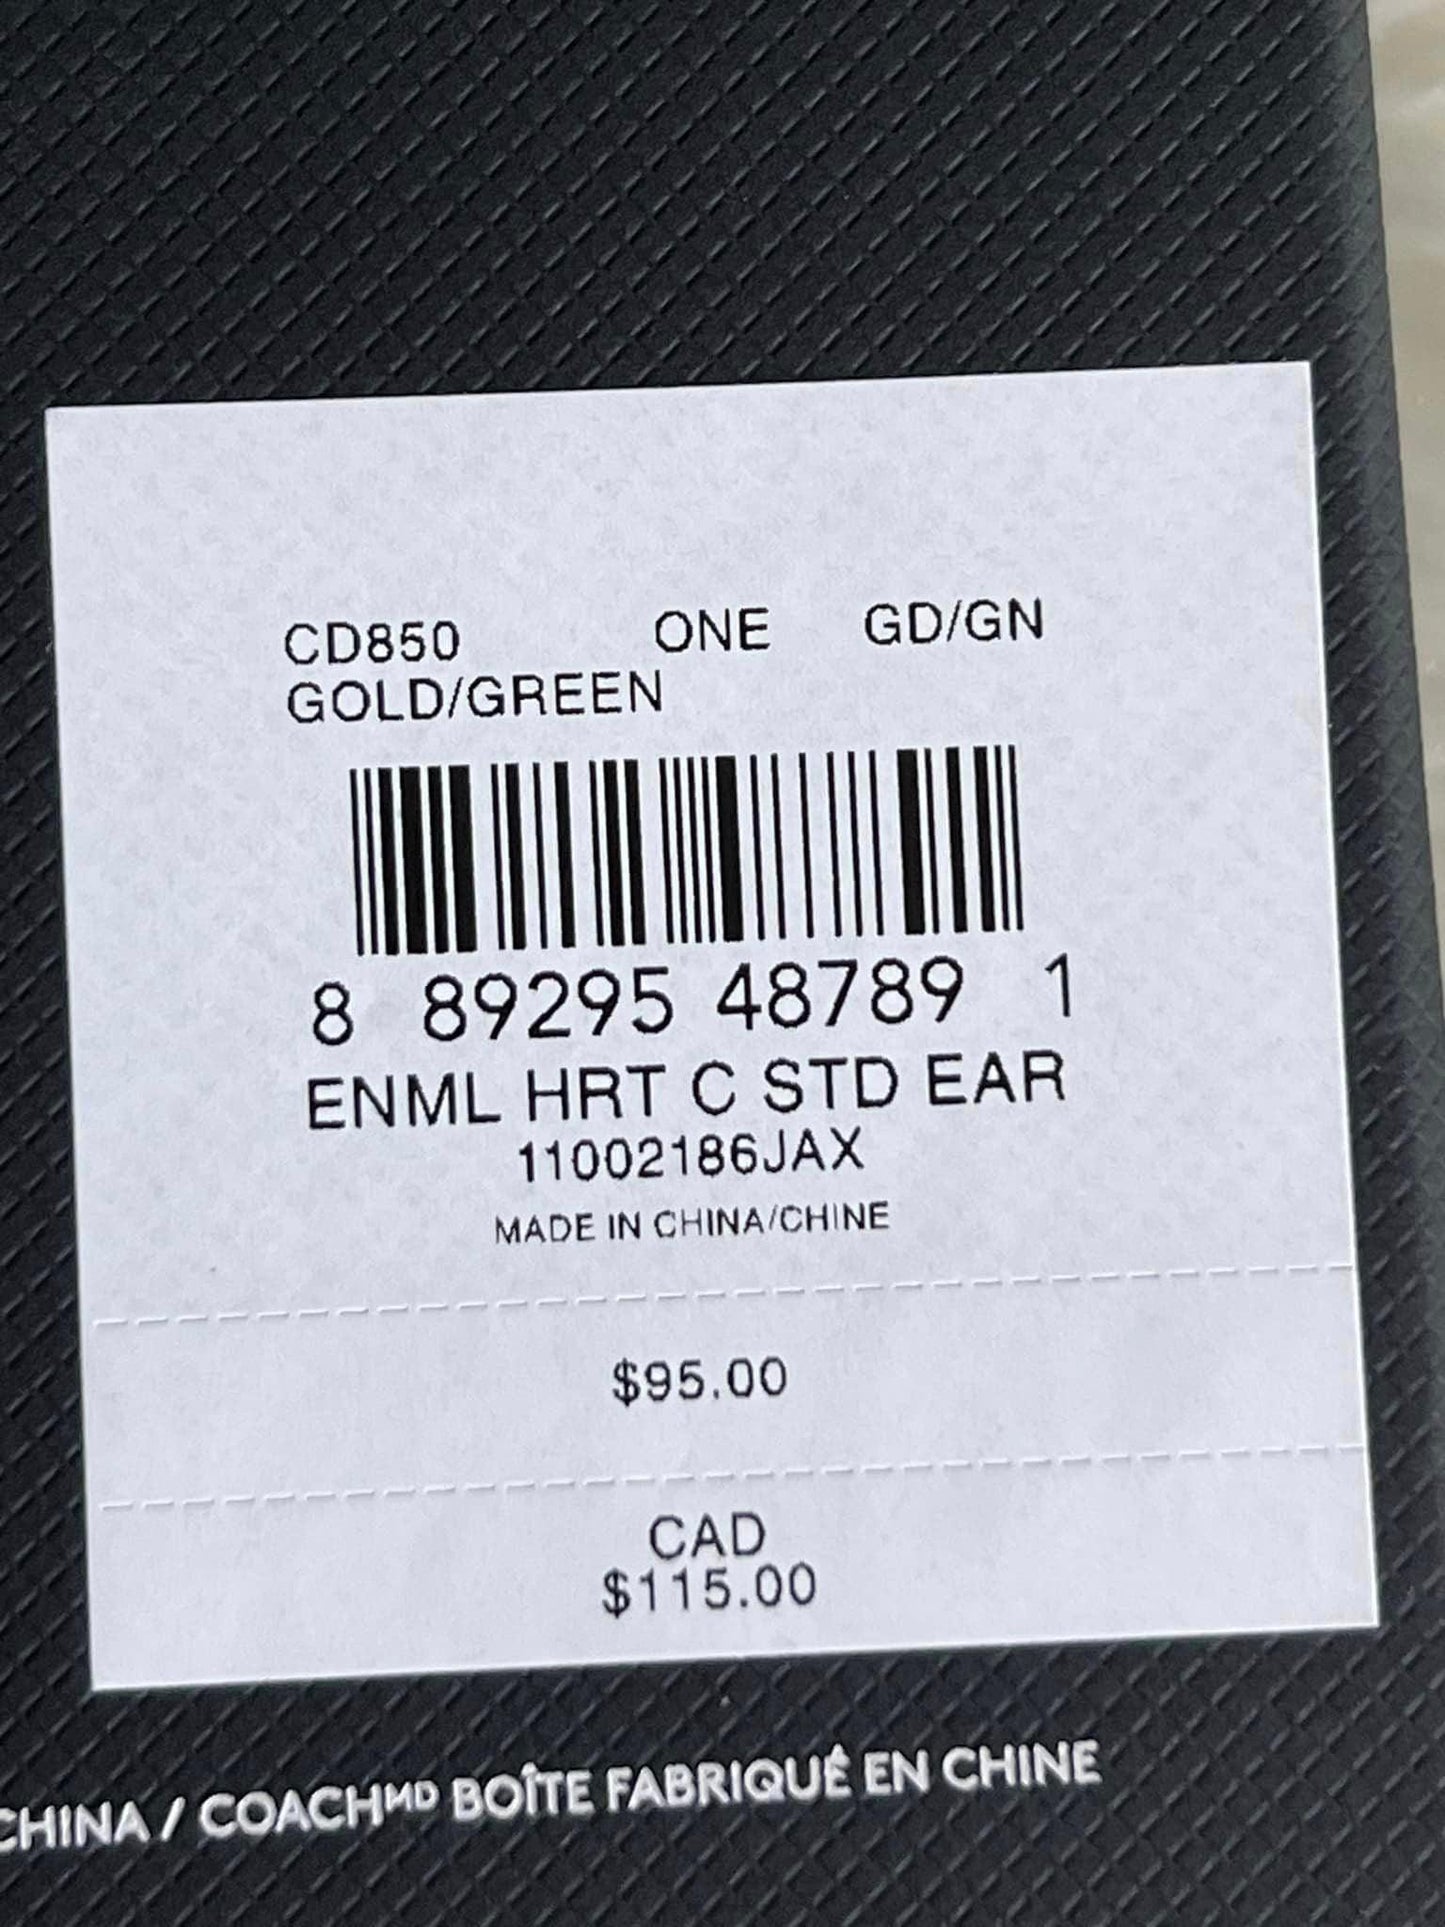 CD850 ONE GD/GN
GOLD/GREEN
8 89295 48789 1
ENML HRT C STD EAR
11002186JAX
MADE IN CHINA/CHINE
$95.00
CAD
$115.00
CHINA / COACHMD BOÎTE FABRIQUÉ EN CHINE